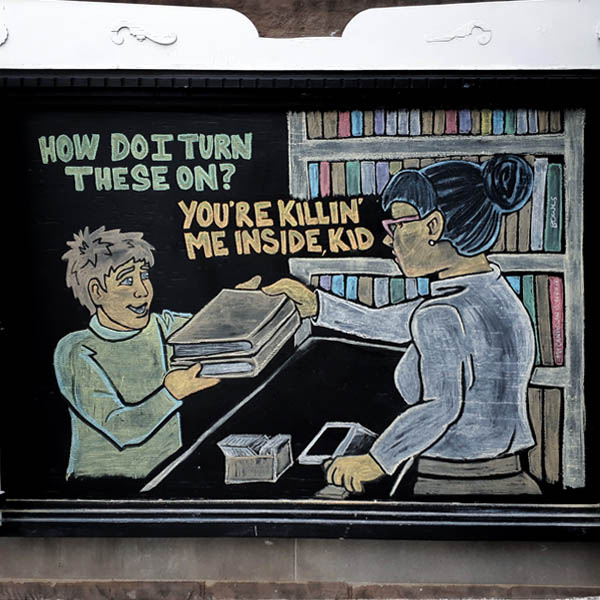 HOW DO I TURN
THESE ON?
YOU'RE KILLIN'
ME INSIDE, KID